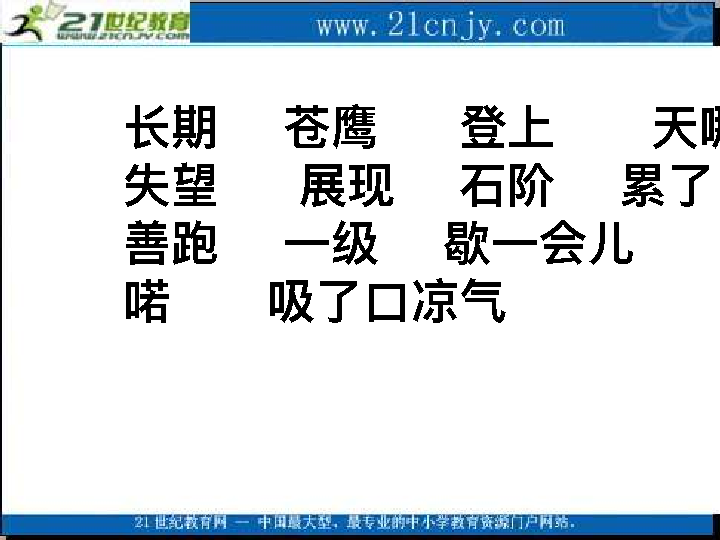 21世纪教育
WWW.21CNJY.COM
www.21cnjy.com
长期 苍鹰 登上 天哪
失望 展现 石阶 累了
善跑 一级 歇一会儿
喏 吸了口凉气
21世纪教育网 -- 中国最大型、最专业的中小学教育资源门户网站.